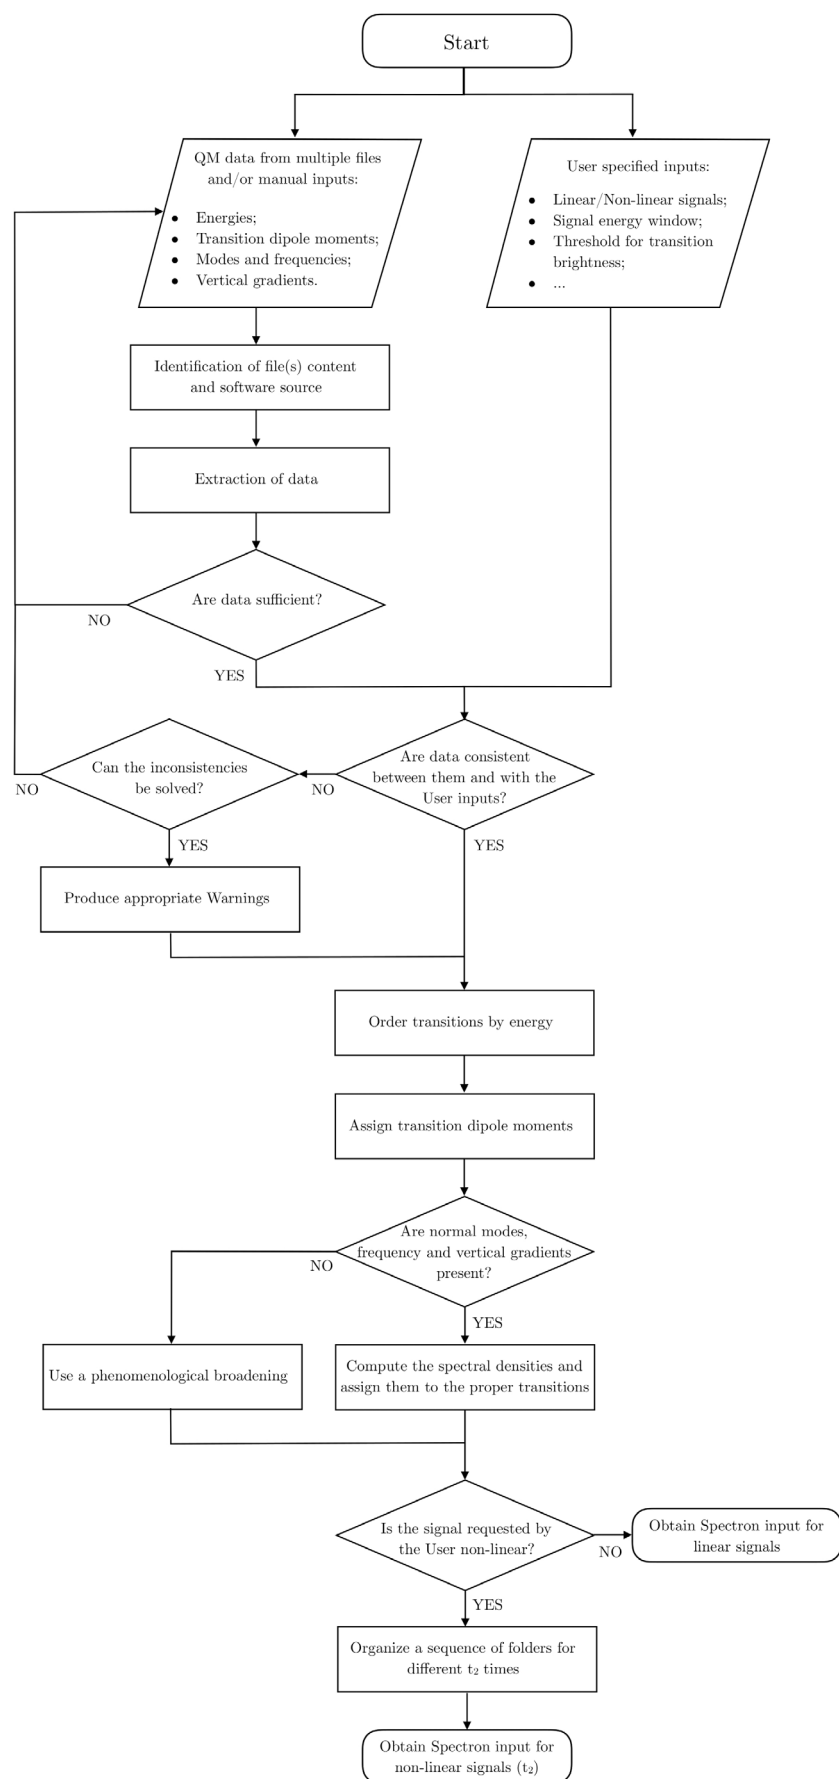 Start
QM data from multiple files
and/or manual inputs:
● Energies;
● Transition dipole moments;
● Modes and frequencies;
● Vertical gradients.
User specified inputs:
● Linear/Non-linear signals;
● Signal energy window;
● Threshold for transition
brightness;
● ...
Identification of file(s) content
and software source
Extraction of data
Are data sufficient?
NO
YES
Are data consistent
between them and with the
User inputs?
NO
YES
Can the inconsistencies
be solved?
NO
YES
Produce appropriate Warnings
Order transitions by energy
Assign transition dipole moments
Are normal modes,
frequency and vertical gradients
present?
NO
YES
Use a phenomenological broadening
Compute the spectral densities and
assign them to the proper transitions
Is the signal requested by
the User non-linear?
NO
Obtain Spectron input for
linear signals
YES
Organize a sequence of folders for
different t₂ times
Obtain Spectron input for
non-linear signals (t₂)